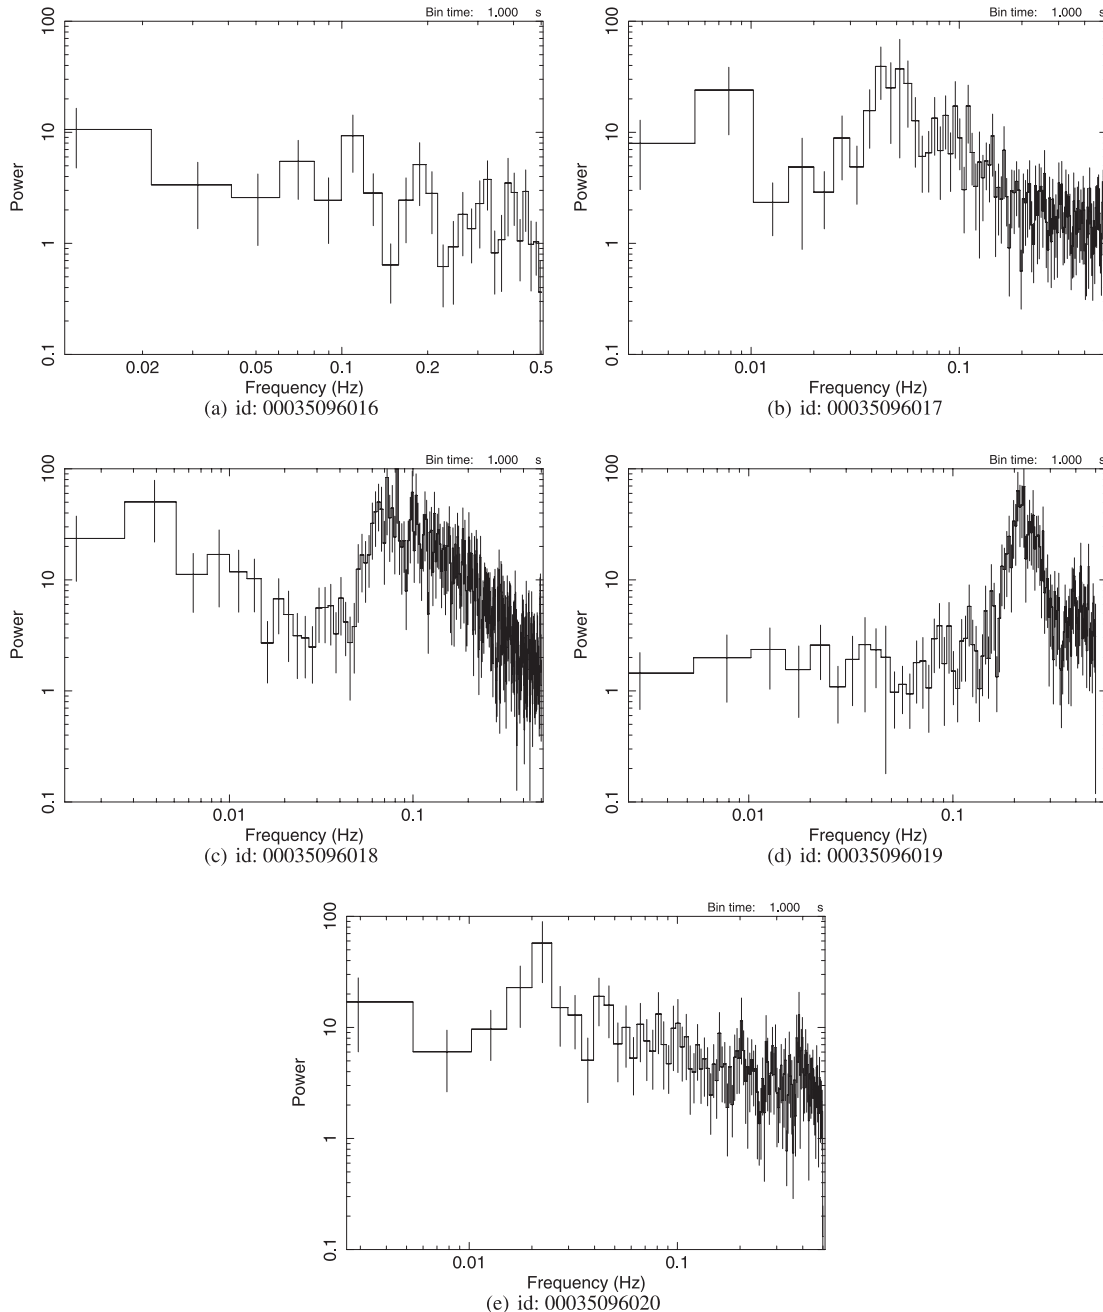 Bin time: 1.000 s
Bin time: 1.000 s
100
10
1
0.1
Power
0.02 0.05 0.1 0.2 0.5
Frequency (Hz)
(a) id: 00035096016
100
10
1
0.1
Power
0.01 0.1
Frequency (Hz)
(b) id: 00035096017
Bin time: 1.000 s
Bin time: 1.000 s
100
10
1
0.1
Power
0.01 0.1
Frequency (Hz)
(c) id: 00035096018
100
10
1
0.1
Power
0.01 0.1
Frequency (Hz)
(d) id: 00035096019
Bin time: 1.000 s
100
10
1
0.1
Power
0.01 0.1
Frequency (Hz)
(e) id: 00035096020